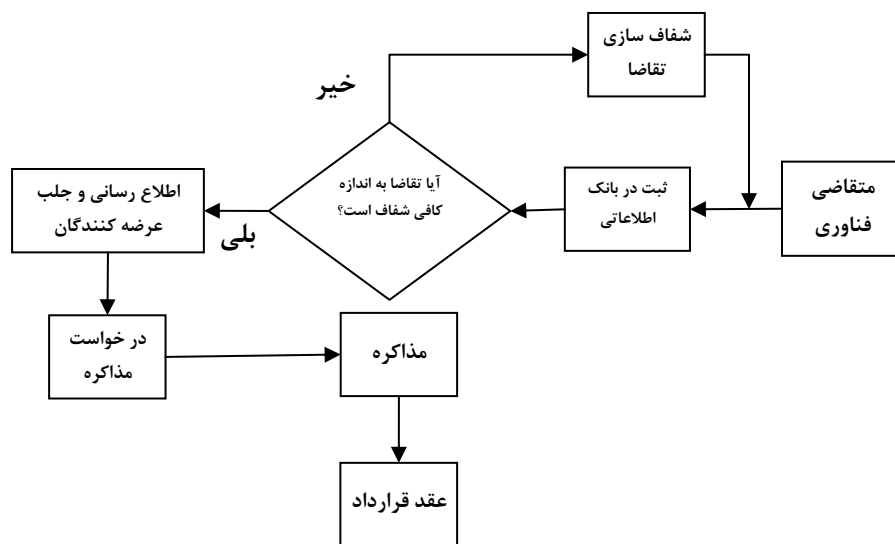 شفاف سازی
تقاضا
خیر
متقاضی
فناوری
ثبت در بانک
اطلاعاتی
آیا تقاضا به اندازه
کافی شفاف است؟
بلی
اطلاع رسانی و جلب
عرضه کنندگان
در خواست
مذاکره
مذاکره
عقد قرارداد